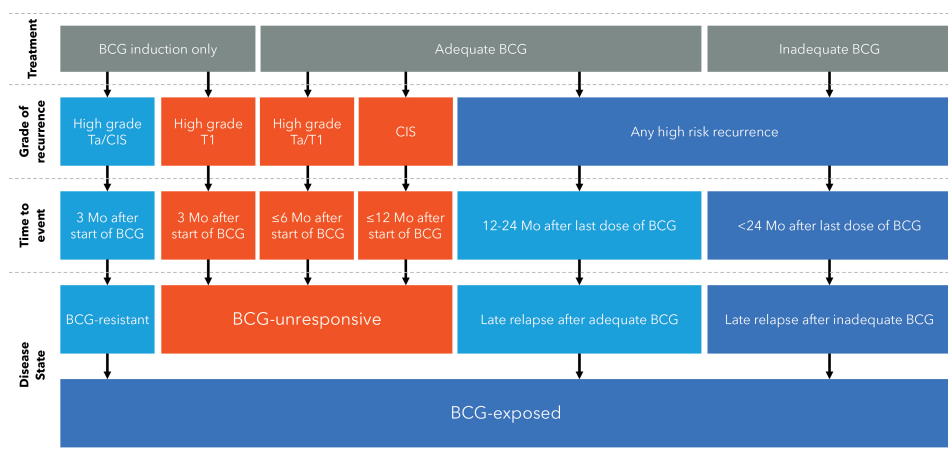 Treatment
BCG induction only
Adequate BCG
Inadequate BCG
Grade of
recurrence
High grade
Ta/CIS
High grade
T1
High grade
Ta/T1
CIS
Any high risk recurrence
Time to
event
3 Mo after
start of BCG
3 Mo after
start of BCG
≤6 Mo after
start of BCG
≤12 Mo after
start of BCG
12-24 Mo after last dose of BCG
<24 Mo after last dose of BCG
Disease
State
BCG-resistant
BCG-unresponsive
Late relapse after adequate BCG
Late relapse after inadequate BCG
BCG-exposed